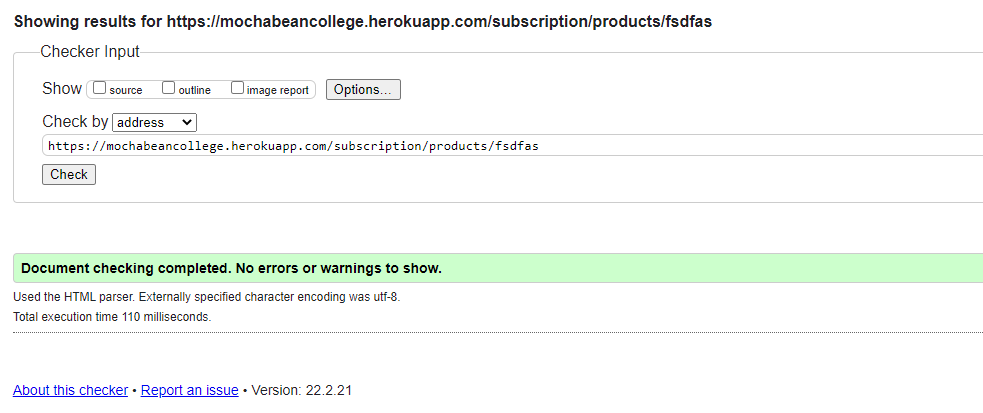 Showing results for https://mochabeancollege.herokuapp.com/subscription/products/fsdfas
Checker Input
Show source outline image report Options...
Check by address
https://mochabeancollege.herokuapp.com/subscription/products/fsdfas
Check
Document checking completed. No errors or warnings to show.
Used the HTML parser. Externally specified character encoding was utf-8.
Total execution time 110 milliseconds.
About this checker • Report an issue • Version: 22.2.21